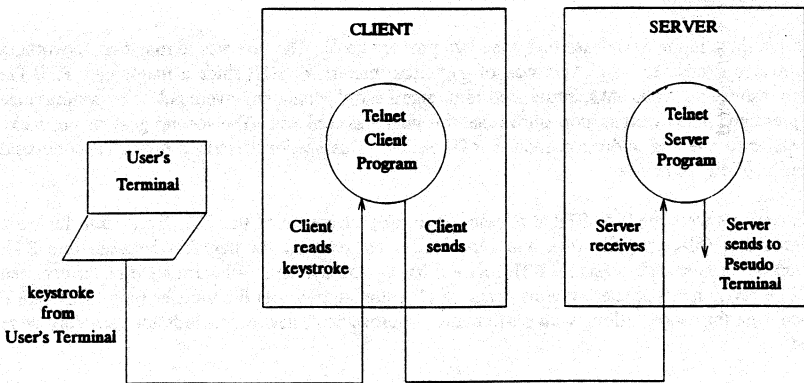 CLIENT
SERVER
Telnet
Client
Program
Telnet
Server
Program
User's
Terminal
Client
reads
keystroke
Client
sends
Server
receives
Server
sends to
Pseudo
Terminal
keystroke
from
User's Terminal